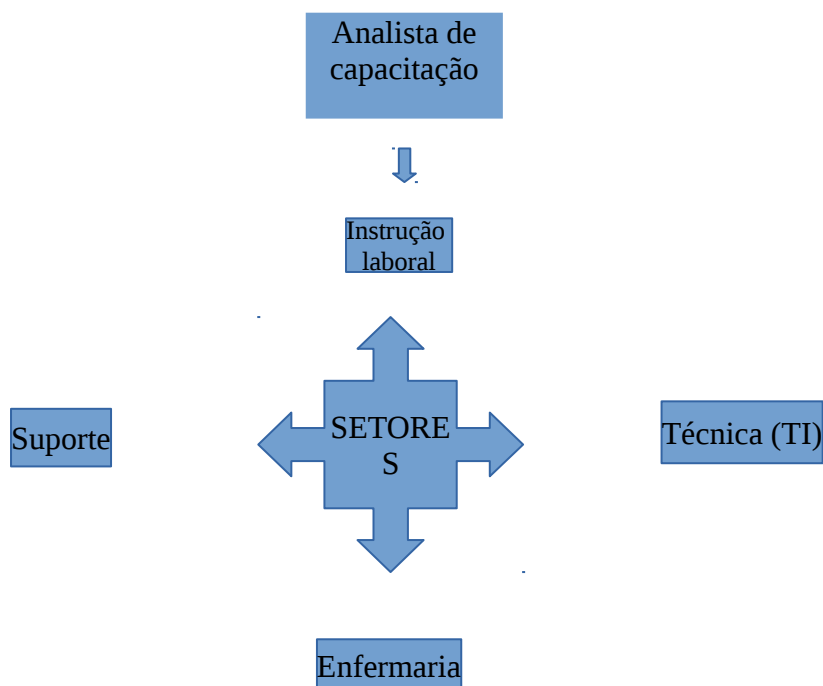 Analista de
capacitação
Instrução
laboral
SETORE
S
Suporte
Técnica (TI)
Enfermaria